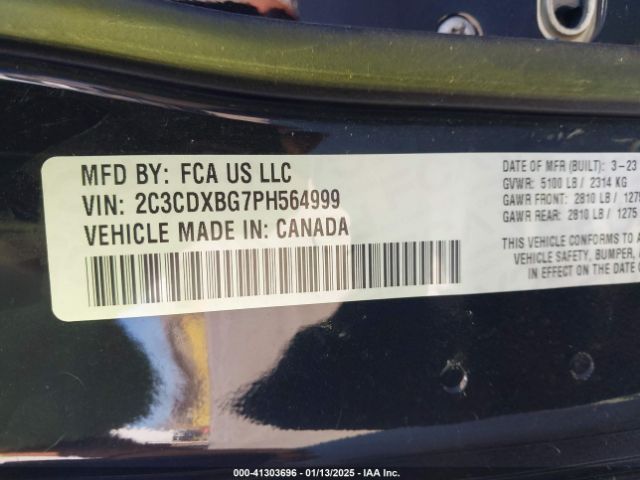 MFD BY: FCA US LLC
VIN: 2C3CDXBG7PH564999
VEHICLE MADE IN: CANADA
DATE OF MFR (BUILT): 3-23
GVWR: 5100 LB / 2314 KG
GAWR FRONT: 2810 LB / 1275
GAWR REAR: 2810 LB / 1275
THIS VEHICLE CONFORMS TO A
VEHICLE SAFETY, BUMPER, A
IN EFFECT ON THE DATE O
000-41303696 - 01/13/2025 - IAA Inc.